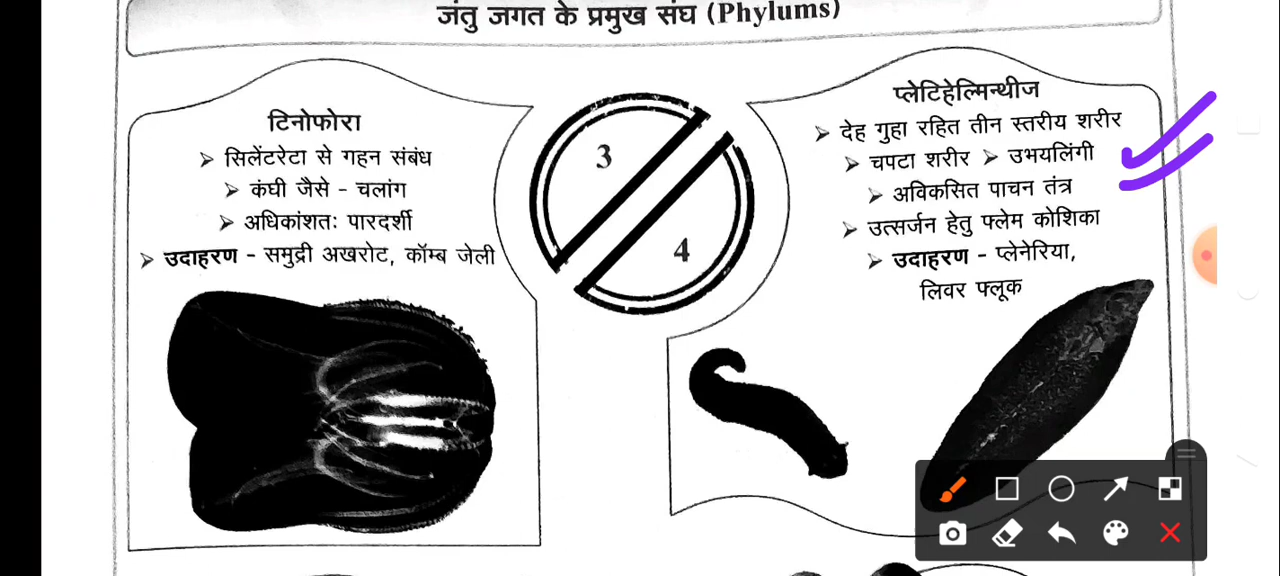 जंतु जगत के प्रमुख संघ (Phylums)
टिनोफोरा
➢ सिलेंटरेटा से गहन संबंध
➢ कंघी जैसे - चलांग
➢ अधिकांशतः पारदर्शी
➢ उदाहरण - समुद्री अखरोट, कॉम्ब जेली
3
4
प्लेटिहेल्मिन्थीज
➢ देह गुहा रहित तीन स्तरीय शरीर
➢ चपटा शरीर ➢ उभयलिंगी
➢ अविकसित पाचन तंत्र
➢ उत्सर्जन हेतु फ्लेम कोशिका
➢ उदाहरण - प्लेनेरिया,
लिवर फ्लूक